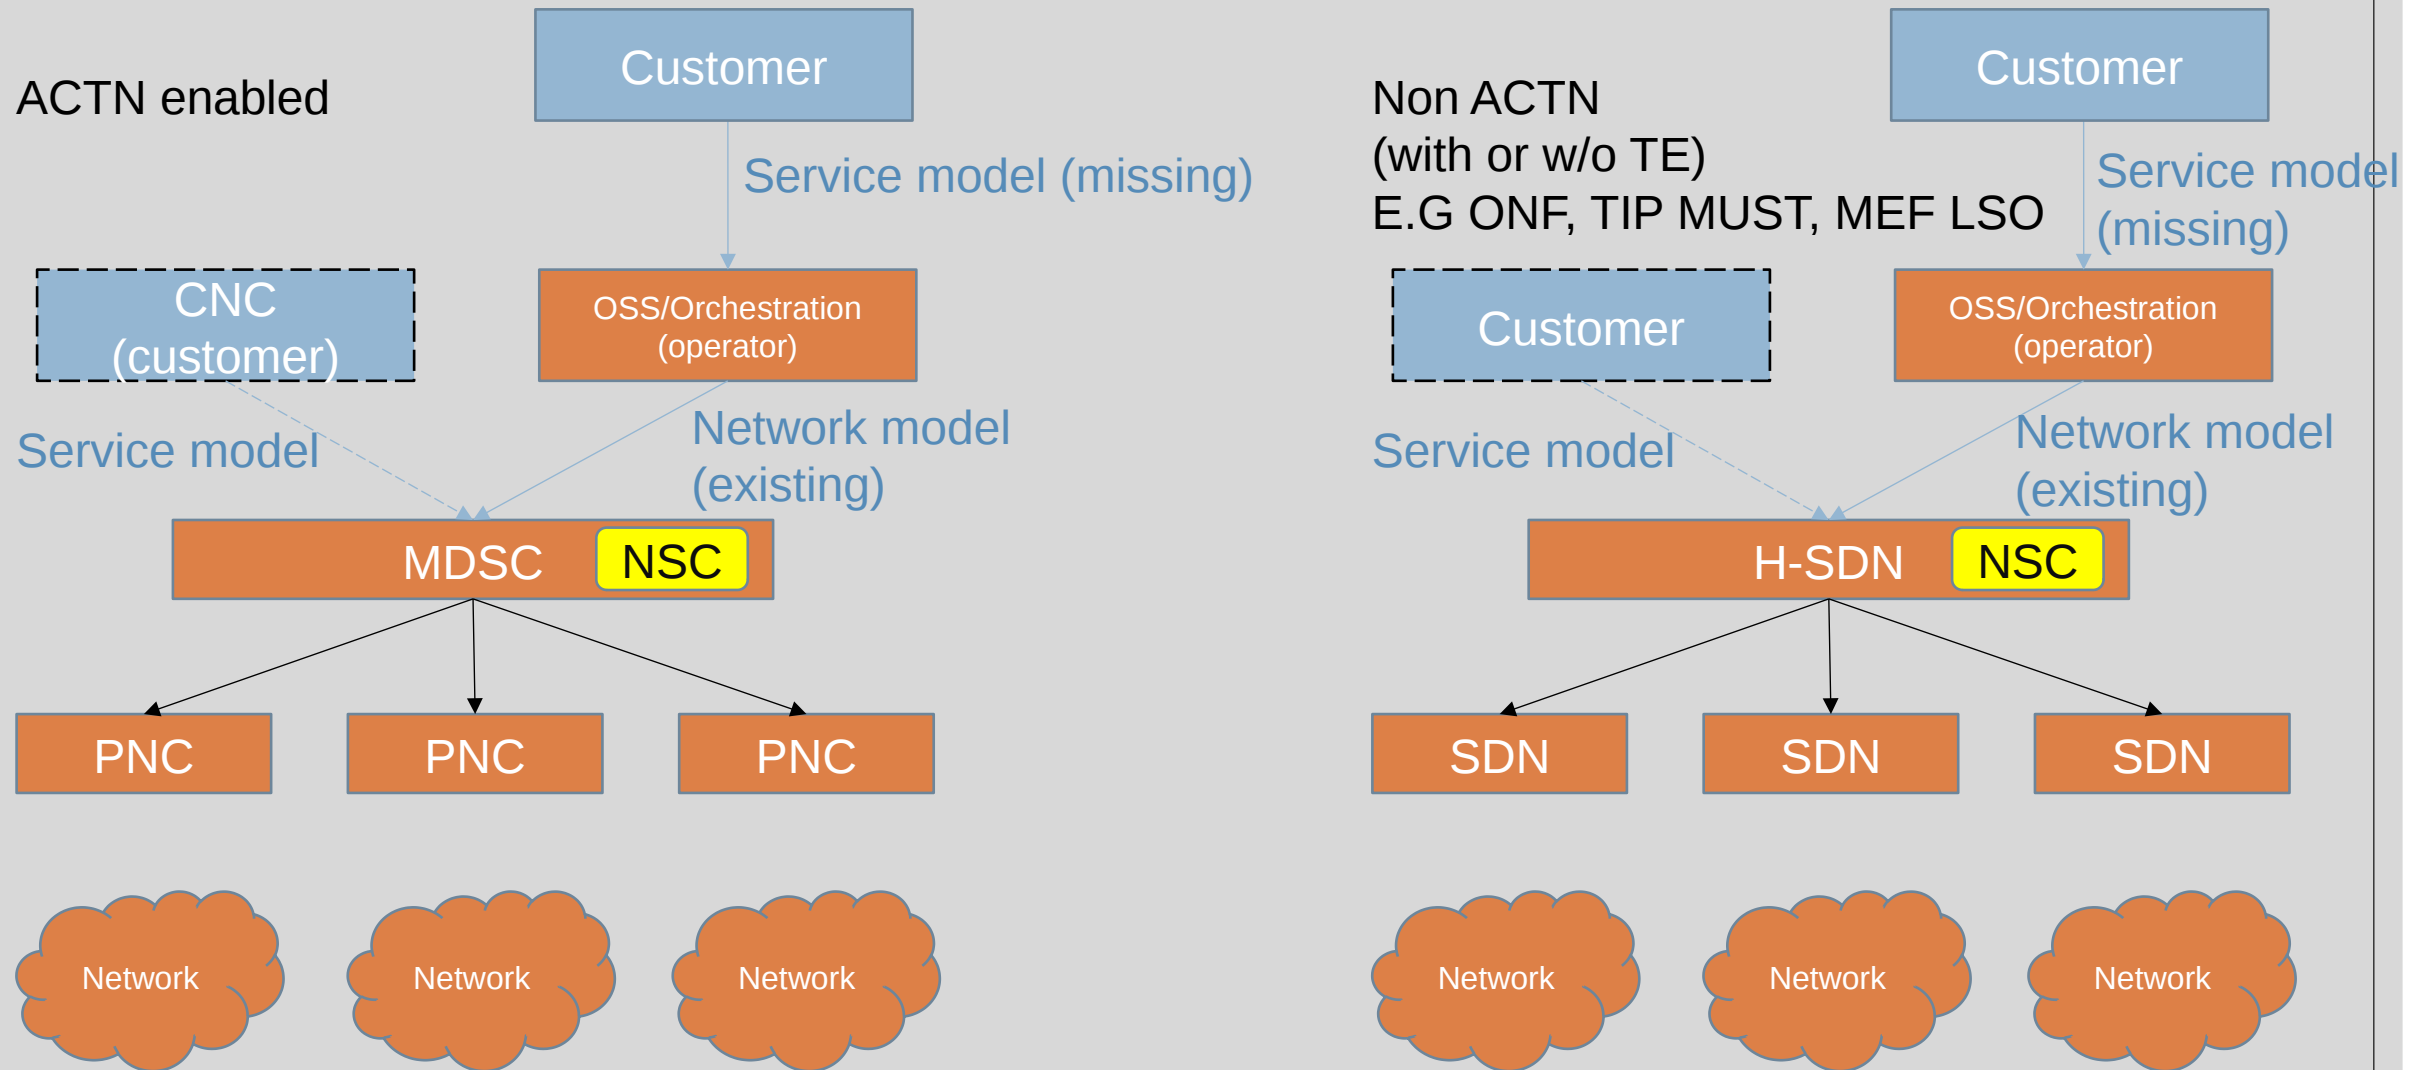 ACTN enabled
Customer
Service model (missing)
CNC
(customer)
OSS/Orchestration
(operator)
Service model
Network model
(existing)
MDSC
NSC
PNC
PNC
PNC
Network
Network
Network
Non ACTN
(with or w/o TE)
E.G ONF, TIP MUST, MEF LSO
Customer
Service model
(missing)
Customer
OSS/Orchestration
(operator)
Service model
Network model
(existing)
H-SDN
NSC
SDN
SDN
SDN
Network
Network
Network